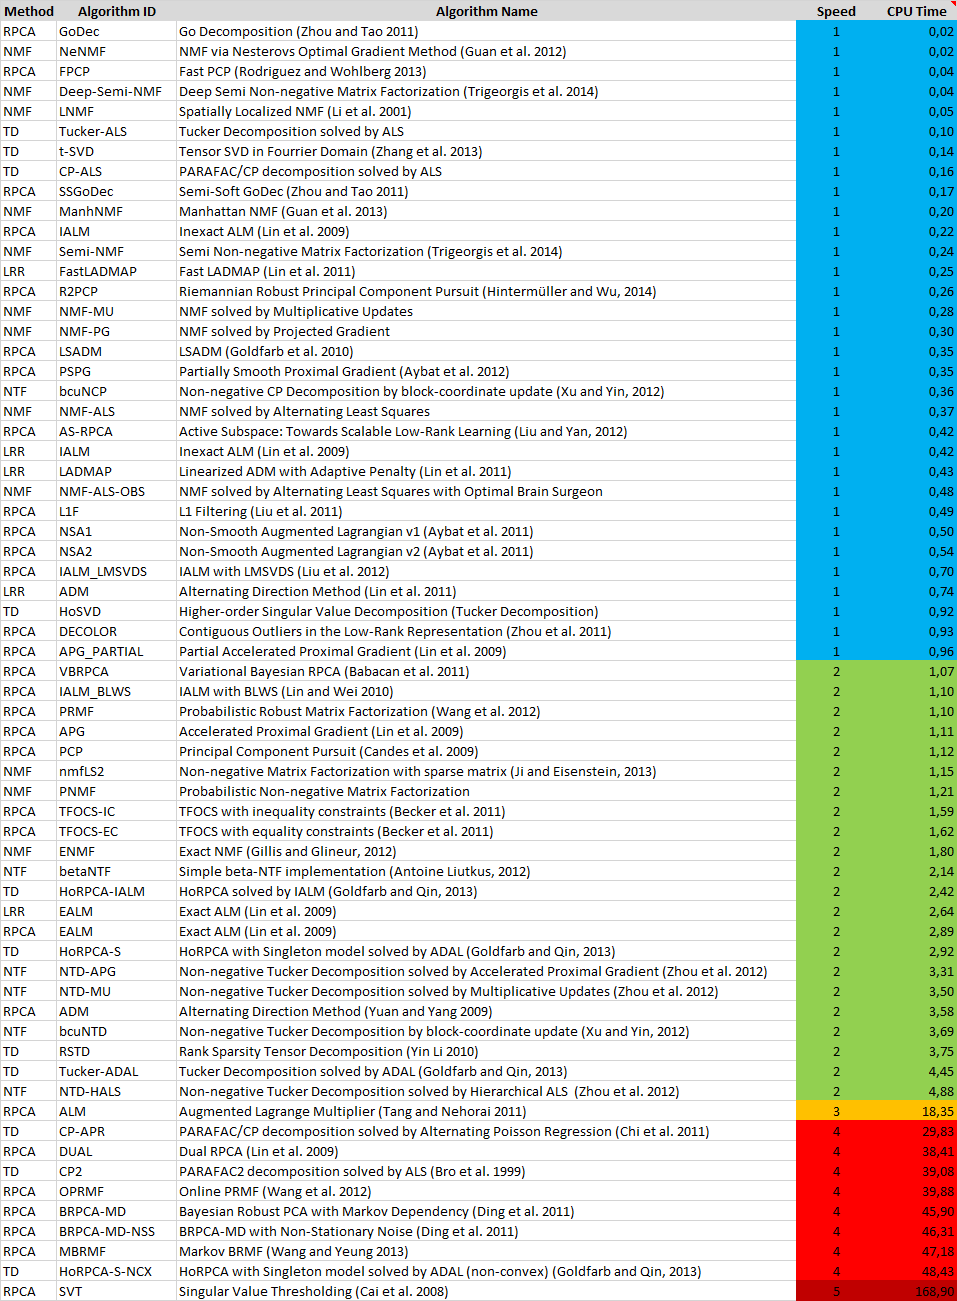 Method Algorithm ID Algorithm Name Speed CPU Time
RPCA GoDec Go Decomposition (Zhou and Tao 2011) 1 0,02
NMF NeNMF NMF via Nesterovs Optimal Gradient Method (Guan et al. 2012) 1 0,02
RPCA FPCP Fast PCP (Rodriguez and Wohlberg 2013) 1 0,04
NMF Deep-Semi-NMF Deep Semi Non-negative Matrix Factorization (Trigeorgis et al. 2014) 1 0,04
NMF LNMF Spatially Localized NMF (Li et al. 2001) 1 0,05
TD Tucker-ALS Tucker Decomposition solved by ALS 1 0,10
TD t-SVD Tensor SVD in Fourrier Domain (Zhang et al. 2013) 1 0,14
TD CP-ALS PARAFAC/CP decomposition solved by ALS 1 0,16
RPCA SSGoDec Semi-Soft GoDec (Zhou and Tao 2011) 1 0,17
NMF ManhNMF Manhattan NMF (Guan et al. 2013) 1 0,20
RPCA IALM Inexact ALM (Lin et al. 2009) 1 0,22
NMF Semi-NMF Semi Non-negative Matrix Factorization (Trigeorgis et al. 2014) 1 0,24
LRR FastLADMAP Fast LADMAP (Lin et al. 2011) 1 0,25
RPCA R2PCP Riemannian Robust Principal Component Pursuit (Hintermüller and Wu, 2014) 1 0,26
NMF NMF-MU NMF solved by Multiplicative Updates 1 0,28
NMF NMF-PG NMF solved by Projected Gradient 1 0,30
RPCA LSADM LSADM (Goldfarb et al. 2010) 1 0,35
RPCA PSPG Partially Smooth Proximal Gradient (Aybat et al. 2012) 1 0,35
NTF bcuNCP Non-negative CP Decomposition by block-coordinate update (Xu and Yin, 2012) 1 0,36
NMF NMF-ALS NMF solved by Alternating Least Squares 1 0,37
RPCA AS-RPCA Active Subspace: Towards Scalable Low-Rank Learning (Liu and Yan, 2012) 1 0,42
LRR IALM Inexact ALM (Lin et al. 2009) 1 0,42
LRR LADMAP Linearized ADM with Adaptive Penalty (Lin et al. 2011) 1 0,43
NMF NMF-ALS-OBS NMF solved by Alternating Least Squares with Optimal Brain Surgeon 1 0,48
RPCA L1F L1 Filtering (Liu et al. 2011) 1 0,49
RPCA NSA1 Non-Smooth Augmented Lagrangian v1 (Aybat et al. 2011) 1 0,50
RPCA NSA2 Non-Smooth Augmented Lagrangian v2 (Aybat et al. 2011) 1 0,54
RPCA IALM_LMSVDS IALM with LMSVDS (Liu et al. 2012) 1 0,70
LRR ADM Alternating Direction Method (Lin et al. 2011) 1 0,74
TD HoSVD Higher-order Singular Value Decomposition (Tucker Decomposition) 1 0,92
RPCA DECOLOR Contiguous Outliers in the Low-Rank Representation (Zhou et al. 2011) 1 0,93
RPCA APG_PARTIAL Partial Accelerated Proximal Gradient (Lin et al. 2009) 1 0,96
RPCA VBRPCA Variational Bayesian RPCA (Babacan et al. 2011) 2 1,07
RPCA IALM_BLWS IALM with BLWS (Lin and Wei 2010) 2 1,10
RPCA PRMF Probabilistic Robust Matrix Factorization (Wang et al. 2012) 2 1,10
RPCA APG Accelerated Proximal Gradient (Lin et al. 2009) 2 1,11
RPCA PCP Principal Component Pursuit (Candes et al. 2009) 2 1,12
NMF nmfLS2 Non-negative Matrix Factorization with sparse matrix (Ji and Eisenstein, 2013) 2 1,15
NMF PNMF Probabilistic Non-negative Matrix Factorization 2 1,21
RPCA TFOCS-IC TFOCS with inequality constraints (Becker et al. 2011) 2 1,59
RPCA TFOCS-EC TFOCS with equality constraints (Becker et al. 2011) 2 1,62
NMF ENMF Exact NMF (Gillis and Glineur, 2012) 2 1,80
NTF betaNTF Simple beta-NTF implementation (Antoine Liutkus, 2012) 2 2,14
TD HoRPCA-IALM HoRPCA solved by IALM (Goldfarb and Qin, 2013) 2 2,42
LRR EALM Exact ALM (Lin et al. 2009) 2 2,64
RPCA EALM Exact ALM (Lin et al. 2009) 2 2,89
TD HoRPCA-S HoRPCA with Singleton model solved by ADAL (Goldfarb and Qin, 2013) 2 2,92
NTF NTD-APG Non-negative Tucker Decomposition solved by Accelerated Proximal Gradient (Zhou et al. 2012) 2 3,31
NTF NTD-MU Non-negative Tucker Decomposition solved by Multiplicative Updates (Zhou et al. 2012) 2 3,50
RPCA ADM Alternating Direction Method (Yuan and Yang 2009) 2 3,58
NTF bcuNTD Non-negative Tucker Decomposition by block-coordinate update (Xu and Yin, 2012) 2 3,69
TD RSTD Rank Sparsity Tensor Decomposition (Yin Li 2010) 2 3,75
TD Tucker-ADAL Tucker Decomposition solved by ADAL (Goldfarb and Qin, 2013) 2 4,45
NTF NTD-HALS Non-negative Tucker Decomposition solved by Hierarchical ALS (Zhou et al. 2012) 2 4,88
RPCA ALM Augmented Lagrange Multiplier (Tang and Nehorai 2011) 3 18,35
TD CP-APR PARAFAC/CP decomposition solved by Alternating Poisson Regression (Chi et al. 2011) 4 29,83
RPCA DUAL Dual RPCA (Lin et al. 2009) 4 38,41
TD CP2 PARAFAC2 decomposition solved by ALS (Bro et al. 1999) 4 39,08
RPCA OPRMF Online PRMF (Wang et al. 2012) 4 39,88
RPCA BRPCA-MD Bayesian Robust PCA with Markov Dependency (Ding et al. 2011) 4 45,90
RPCA BRPCA-MD-NSS BRPCA-MD with Non-Stationary Noise (Ding et al. 2011) 4 46,31
RPCA MBRMF Markov BRMF (Wang and Yeung 2013) 4 47,18
TD HoRPCA-S-NCX HoRPCA with Singleton model solved by ADAL (non-convex) (Goldfarb and Qin, 2013) 4 48,43
RPCA SVT Singular Value Thresholding (Cai et al. 2008) 5 168,90